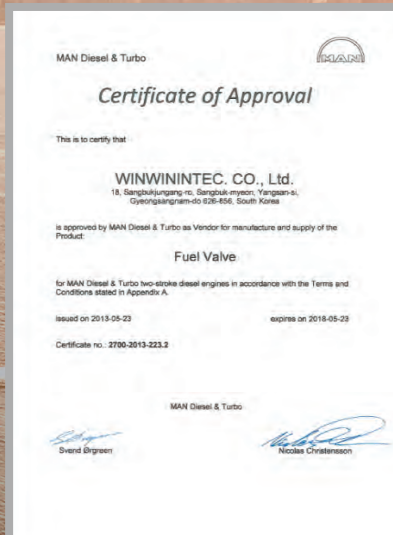 MAN Diesel & Turbo
MAN
Certificate of Approval
This is to certify that
WINWININTEC. CO., Ltd.
18, Sangbukjungang-ro, Sangbuk-myeon, Yangsan-si,
Gyeongsangnam-do 626-856, South Korea
is approved by MAN Diesel & Turbo as Vendor for manufacture and supply of the
Product:
Fuel Valve
for MAN Diesel & Turbo two-stroke diesel engines in accordance with the Terms and
Conditions stated in Appendix A.
issued on 2013-05-23 expires on 2018-05-23
Certificate no.: 2700-2013-223.2
MAN Diesel & Turbo
Svend Ørgreen Nicolas Christensson